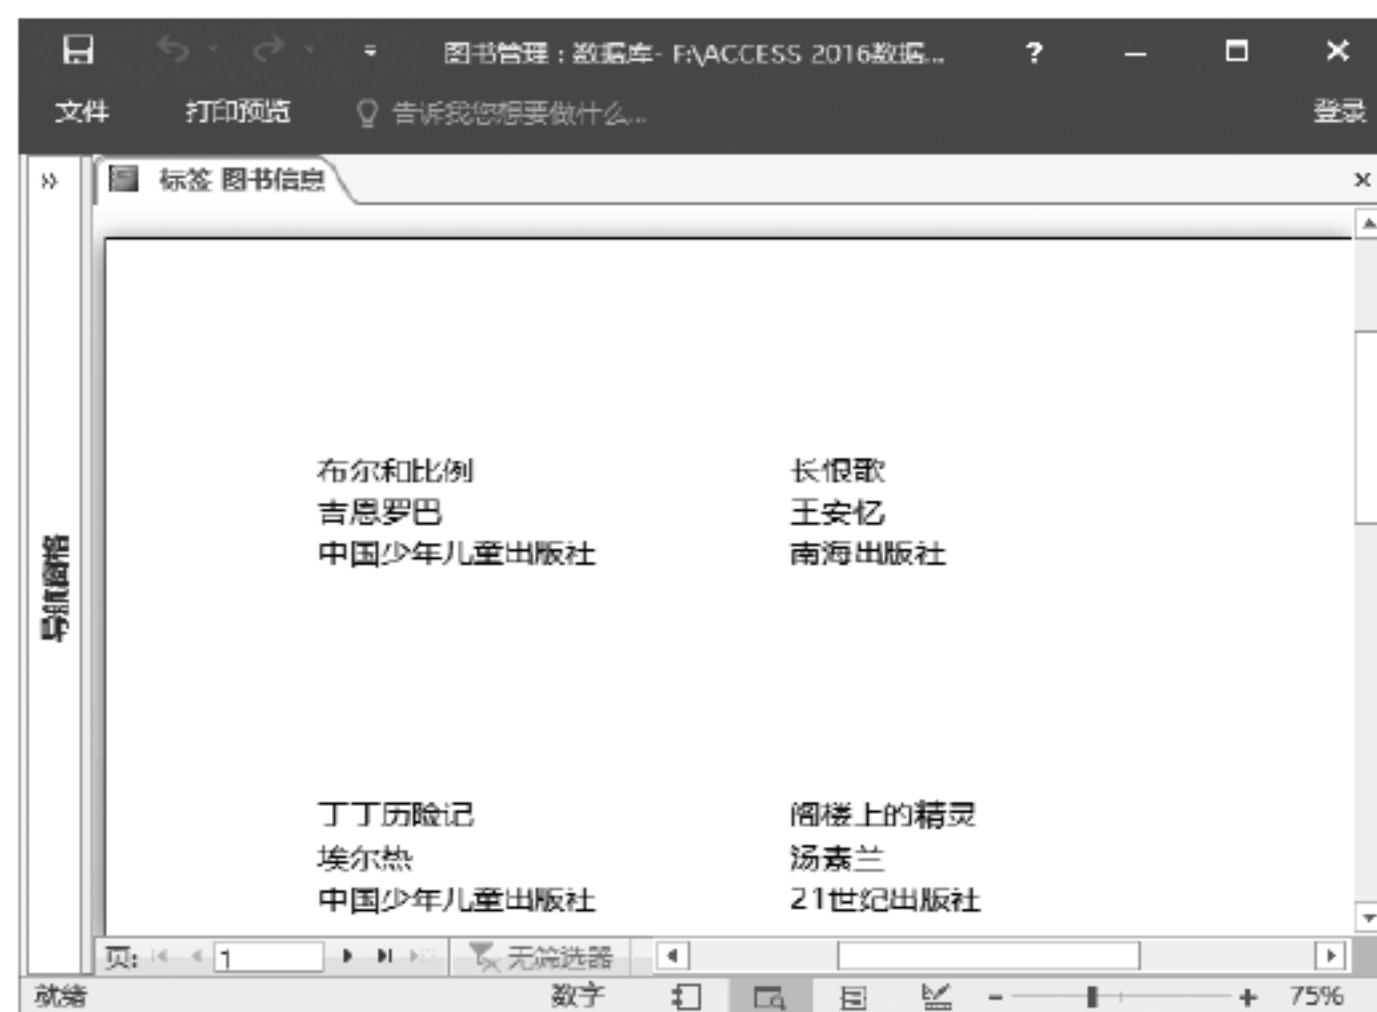 图书管理：数据库- F:\ACCESS 2016数据... ?
文件 打印预览 告诉我您想要做什么... 登录
» 标签 图书信息
导航窗格
布尔和比例 长恨歌
吉恩罗巴 王安忆
中国少年儿童出版社 南海出版社
丁丁历险记 阁楼上的精灵
埃尔热 汤素兰
中国少年儿童出版社 21世纪出版社
页: 1 无筛选器
就绪 数字 75%